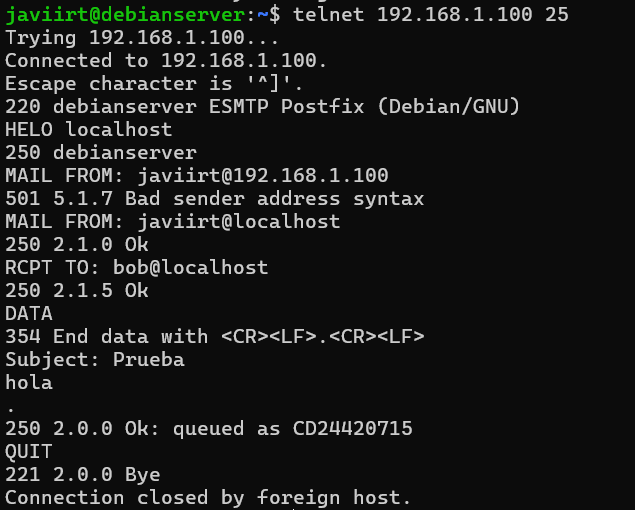 javiirt@debianserver:~$ telnet 192.168.1.100 25
Trying 192.168.1.100...
Connected to 192.168.1.100.
Escape character is '^]'.
220 debianserver ESMTP Postfix (Debian/GNU)
HELO localhost
250 debianserver
MAIL FROM: javiirt@192.168.1.100
501 5.1.7 Bad sender address syntax
MAIL FROM: javiirt@localhost
250 2.1.0 Ok
RCPT TO: bob@localhost
250 2.1.5 Ok
DATA
354 End data with <CR><LF>.<CR><LF>
Subject: Prueba
hola
.
250 2.0.0 Ok: queued as CD24420715
QUIT
221 2.0.0 Bye
Connection closed by foreign host.